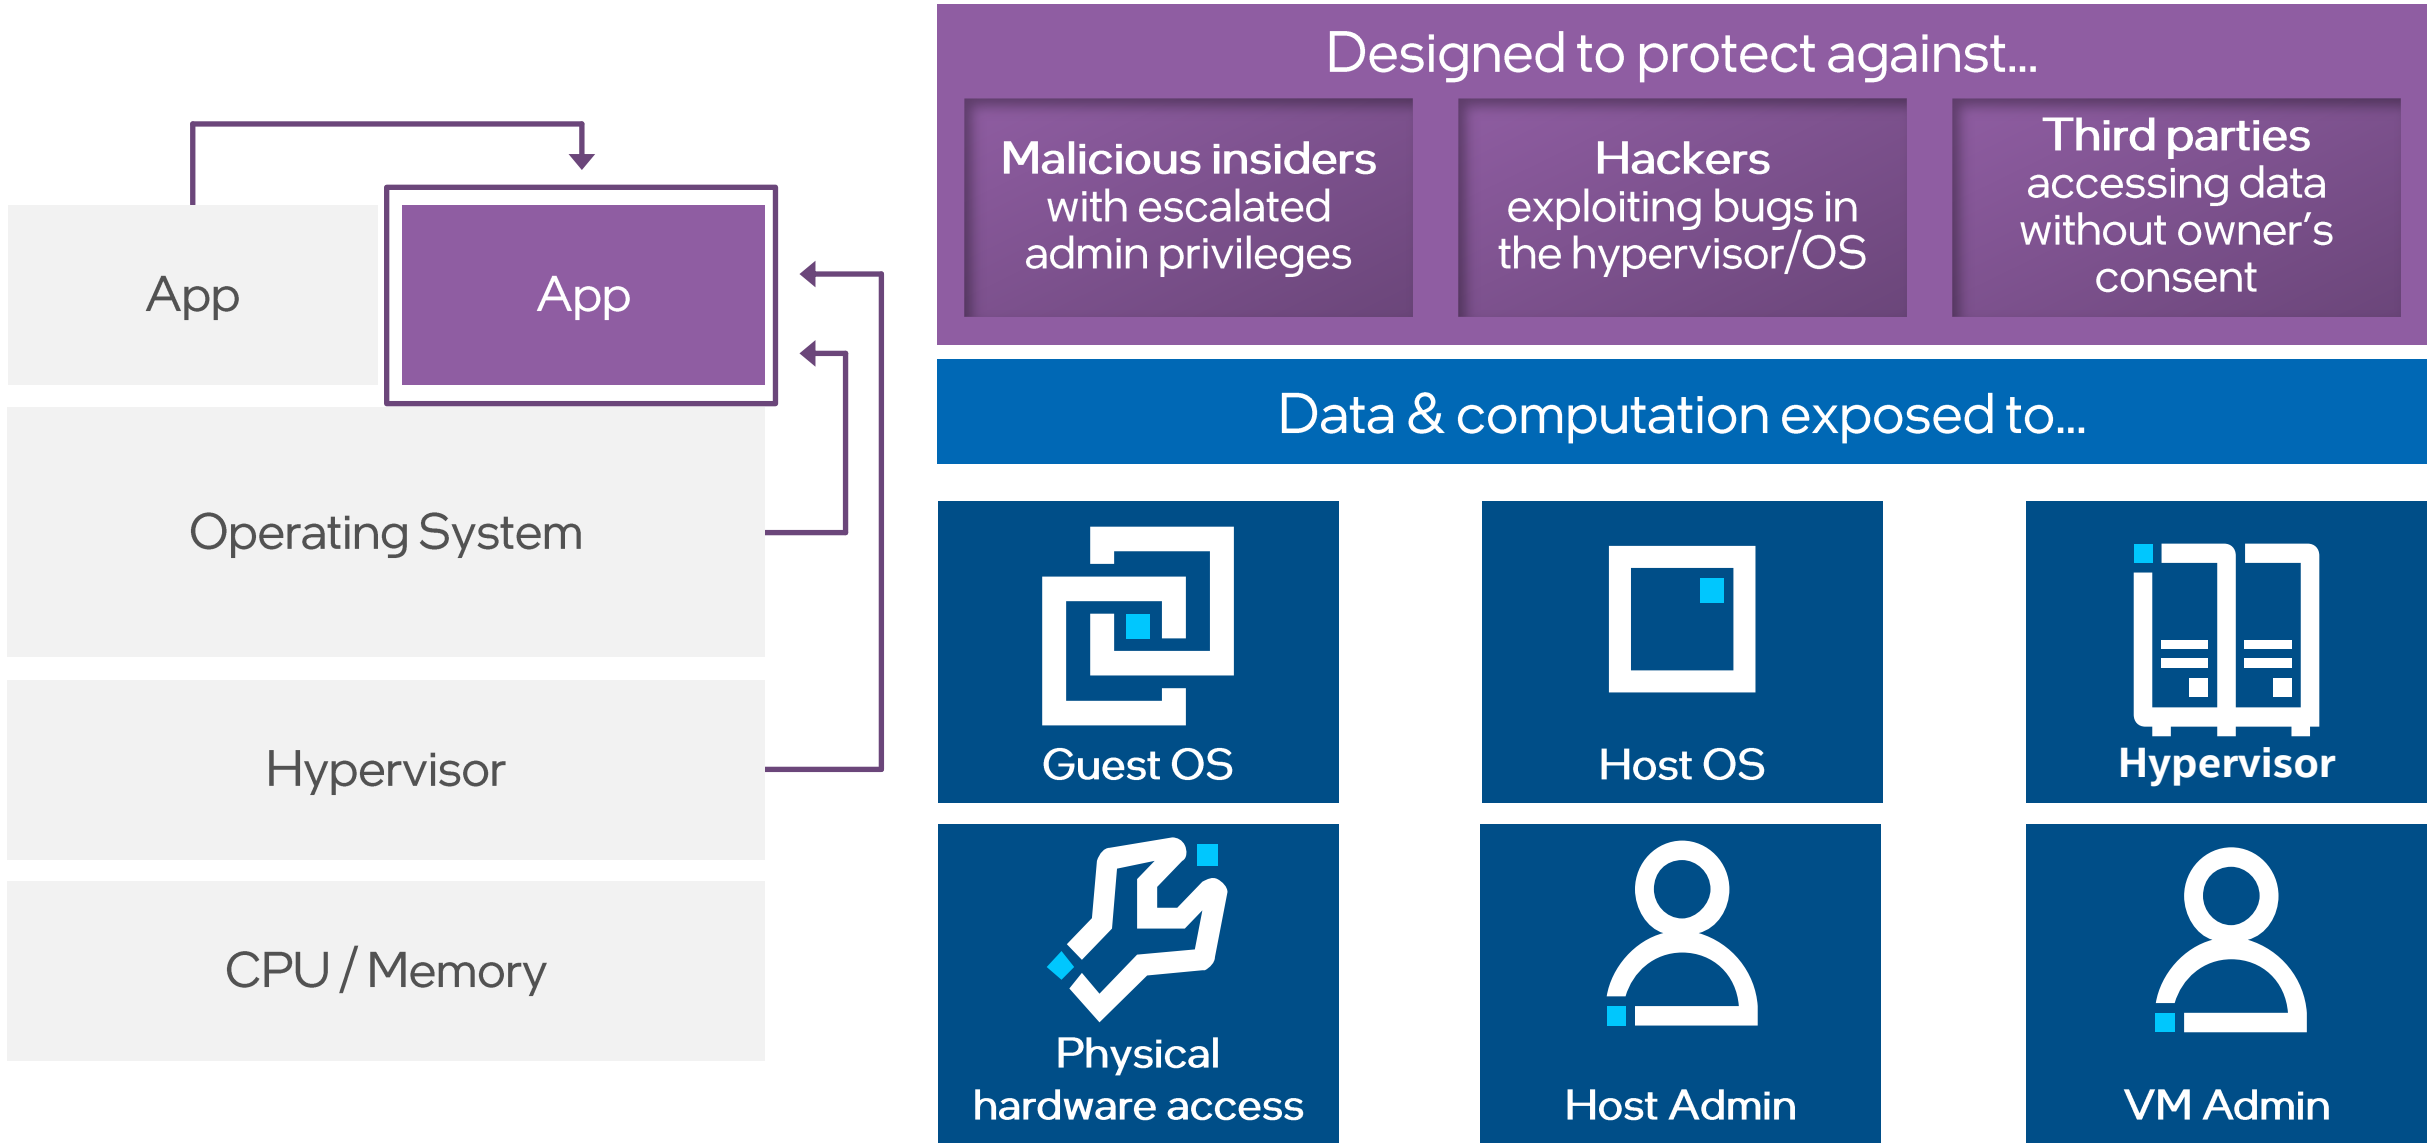 App
App
Operating System
Hypervisor
CPU / Memory
Designed to protect against...
Malicious insiders
with escalated
admin privileges
Hackers
exploiting bugs in
the hypervisor/OS
Third parties
accessing data
without owner’s
consent
Data & computation exposed to...
Guest OS
Host OS
Hypervisor
Physical
hardware access
Host Admin
VM Admin